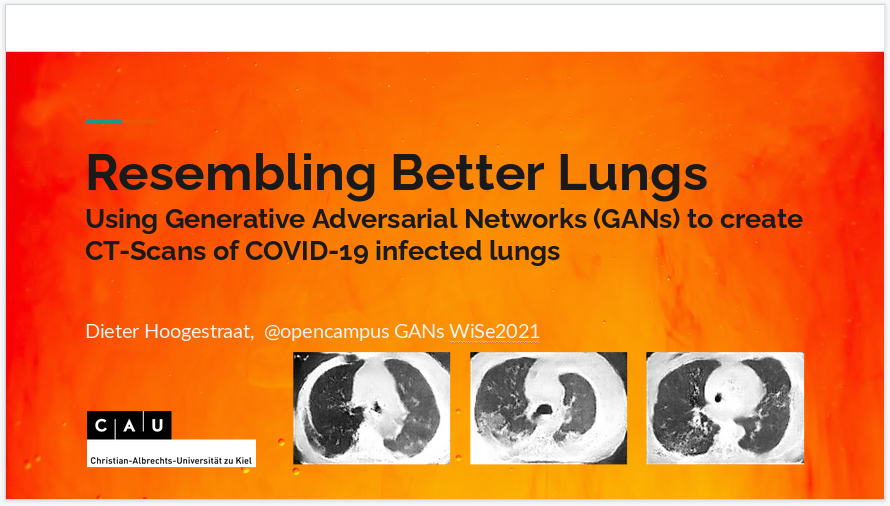 Resembling Better Lungs
Using Generative Adversarial Networks (GANs) to create
CT-Scans of COVID-19 infected lungs
Dieter Hoogestraat, @opencampus GANs WiSe2021
C A U
Christian-Albrechts-Universität zu Kiel